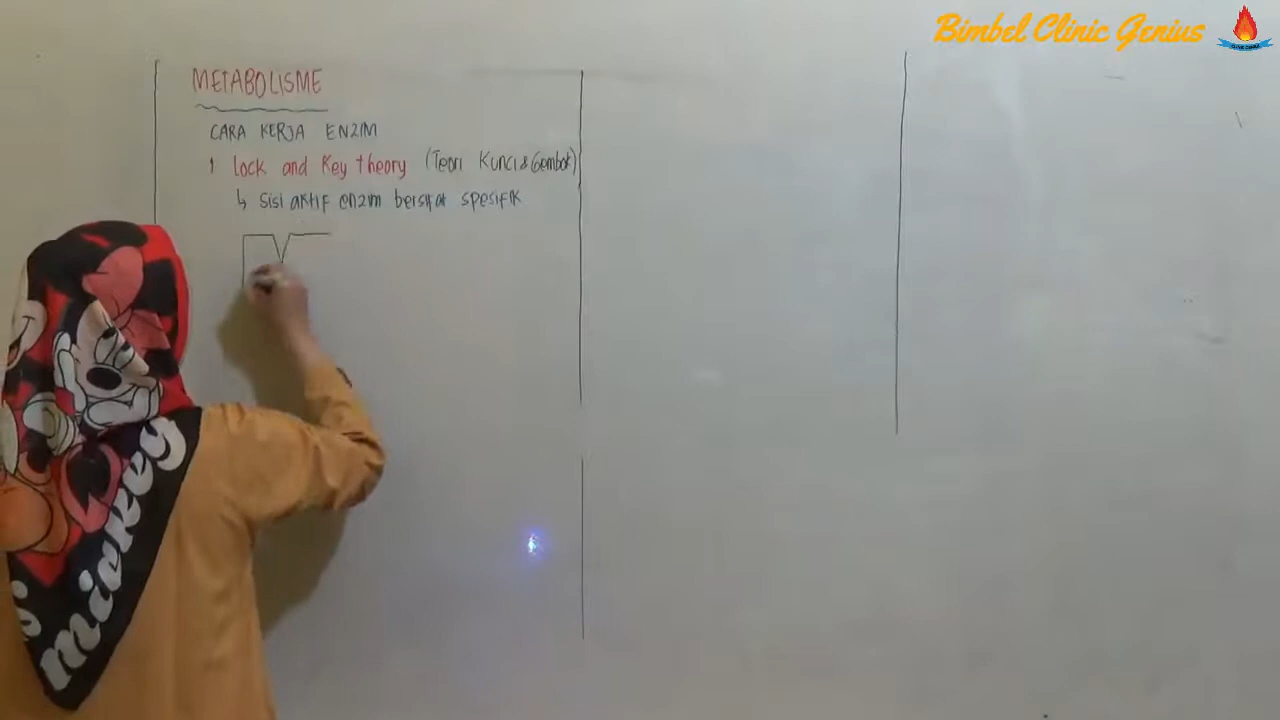 Bimbel Clinic Genius
METABOLISME
CARA KERJA ENZIM
1 Lock and Key theory (Teori Kunci & Gembok)
↳ Sisi aktif enzim bersifat spesifik
mickey